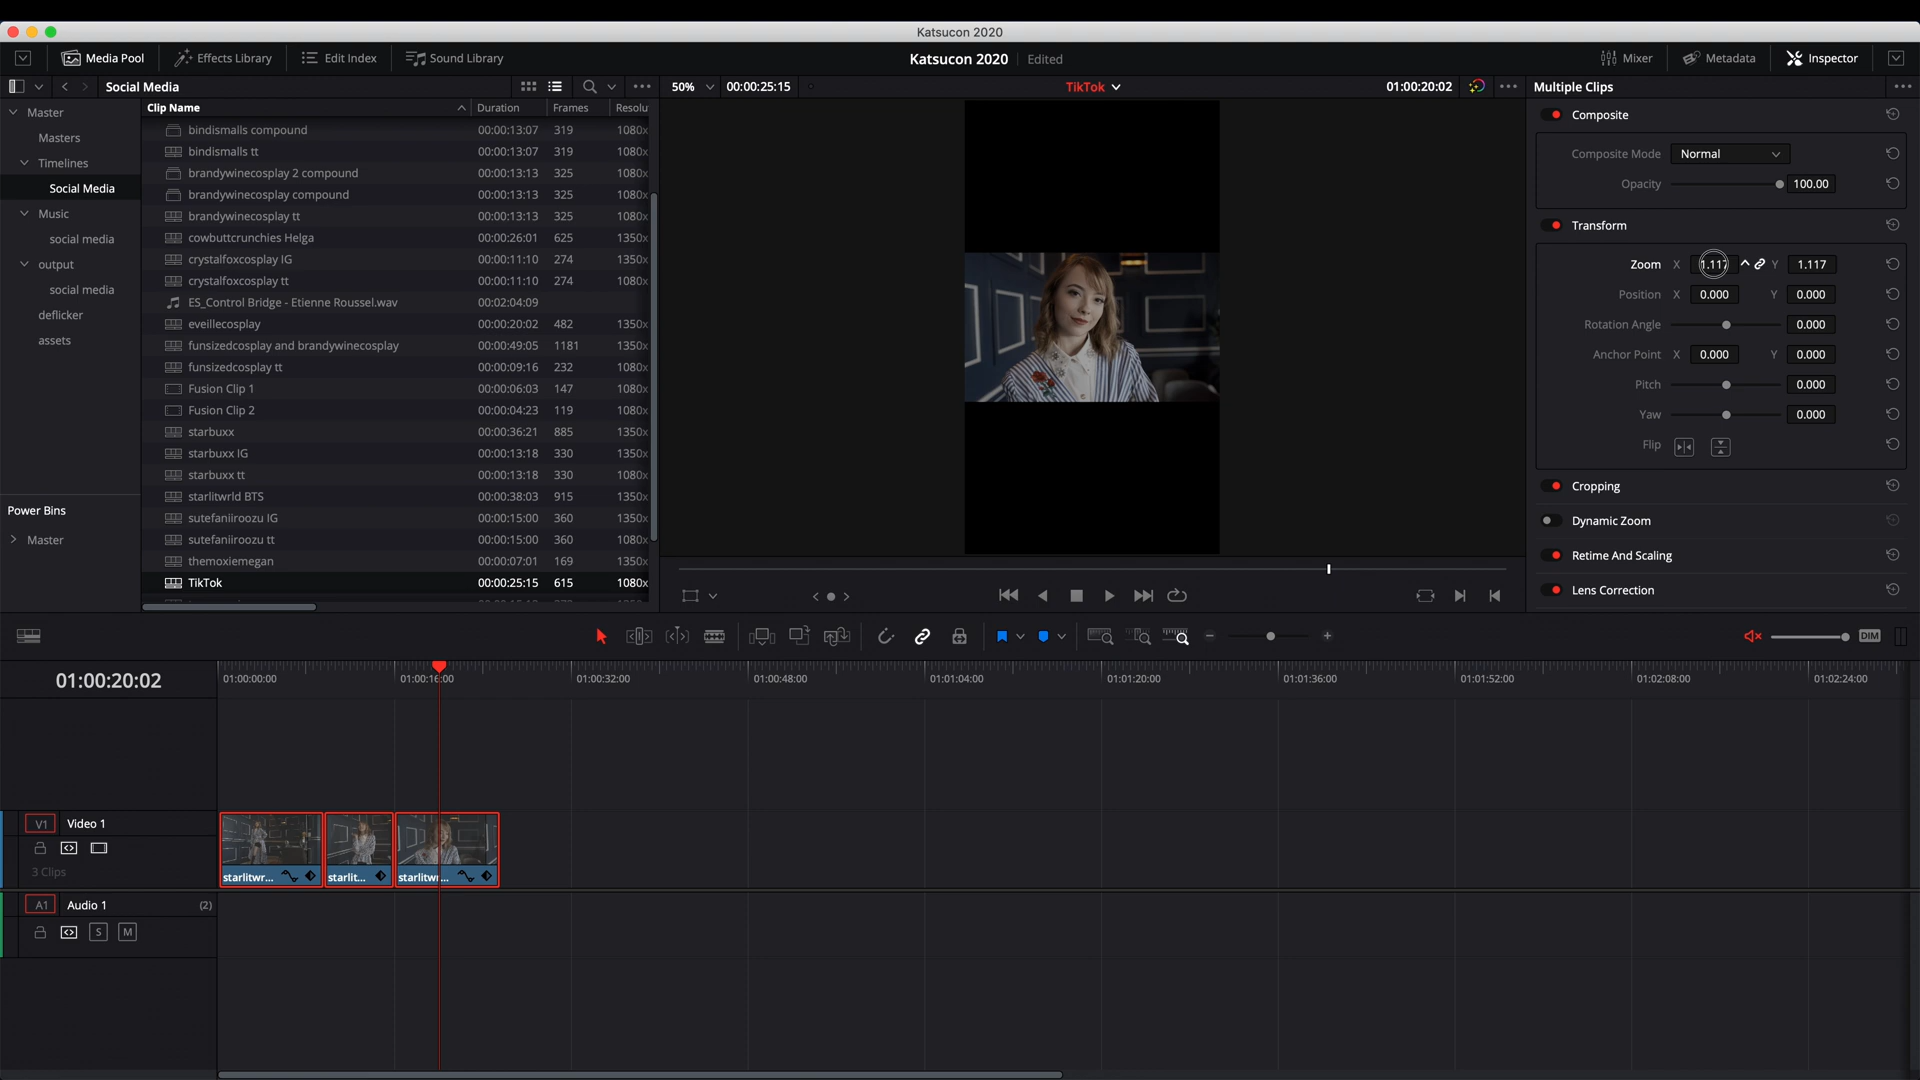 Katsucon 2020
Media Pool Effects Library Edit Index Sound Library Katsucon 2020 Edited Mixer Metadata Inspector
Social Media 50% 00:00:25:15 TikTok 01:00:20:02 Multiple Clips
Master
Masters
Timelines
Social Media
Music
social media
output
social media
deflicker
assets
Power Bins
Master
Clip Name Duration Frames Resolu
bindismalls compound 00:00:13:07 319 1080x
bindismalls tt 00:00:13:07 319 1080x
brandywinecosplay 2 compound 00:00:13:13 325 1080x
brandywinecosplay compound 00:00:13:13 325 1080x
brandywinecosplay tt 00:00:13:13 325 1080x
cowbuttcrunchies Helga 00:00:26:01 625 1350x
crystalfoxcosplay IG 00:00:11:10 274 1350x
crystalfoxcosplay tt 00:00:11:10 274 1080x
ES_Control Bridge - Etienne Roussel.wav 00:02:04:09
eveillecosplay 00:00:20:02 482 1350x
funsizedcosplay and brandywinecosplay 00:00:49:05 1181 1350x
funsizedcosplay tt 00:00:09:16 232 1080x
Fusion Clip 1 00:00:06:03 147 1080x
Fusion Clip 2 00:00:04:23 119 1080x
starbuxx 00:00:36:21 885 1350x
starbuxx IG 00:00:13:18 330 1350x
starbuxx tt 00:00:13:18 330 1080x
starlitwrld BTS 00:00:38:03 915 1350x
sutefaniiroozu IG 00:00:15:00 360 1350x
sutefaniiroozu tt 00:00:15:00 360 1080x
themoxiemegan 00:00:07:01 169 1350x
TikTok 00:00:25:15 615 1080x
Composite
Composite Mode Normal
Opacity 100.00
Transform
Zoom X 1.117 Y 1.117
Position X 0.000 Y 0.000
Rotation Angle 0.000
Anchor Point X 0.000 Y 0.000
Pitch 0.000
Yaw 0.000
Flip
Cropping
Dynamic Zoom
Retime And Scaling
Lens Correction
DIM
01:00:20:02 01:00:00:00 01:00:16:00 01:00:32:00 01:00:48:00 01:01:04:00 01:01:20:00 01:01:36:00 01:01:52:00 01:02:08:00 01:02:24:00
V1 Video 1
3 Clips
starlitwr... starlit... starlitwr...
A1 Audio 1 (2)
S M